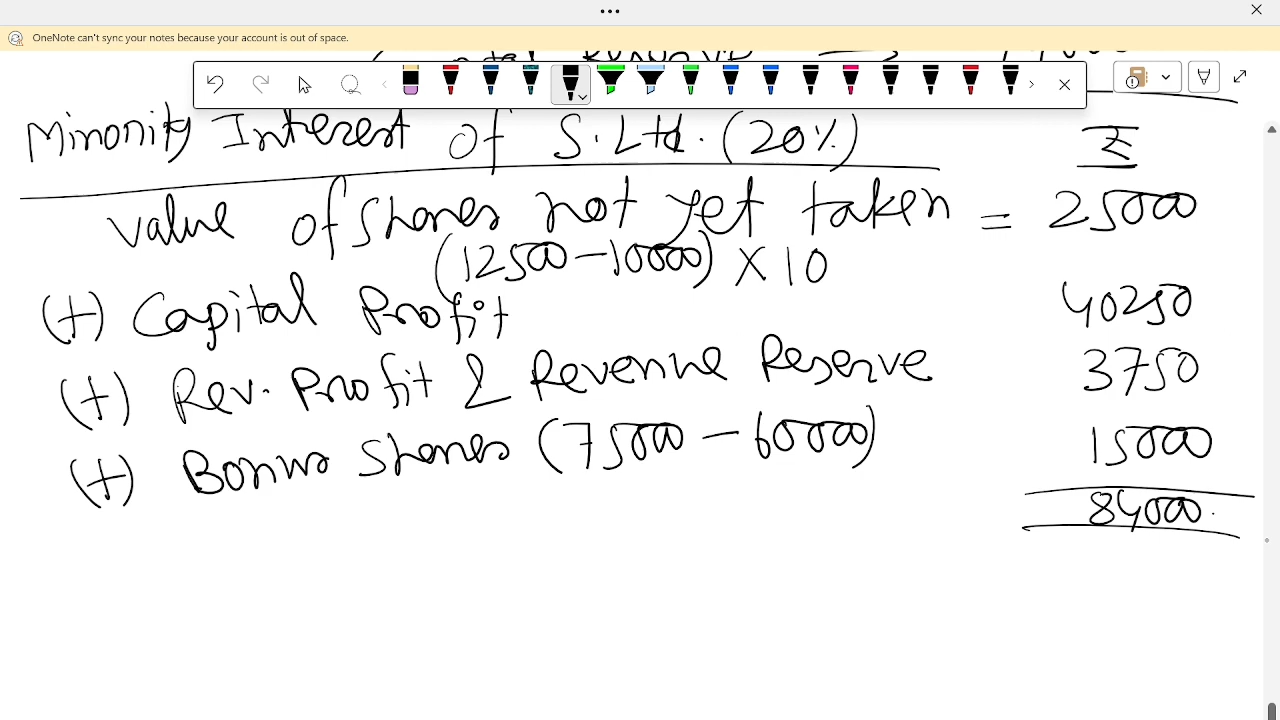 OneNote can't sync your notes because your account is out of space.
Minority Interest of S. Ltd. (20%) ₹
Value of shares not yet taken = 25000
(12500-10000) X 10
(+) Capital Profit 40250
(+) Rev. Profit & Revenue Reserve 3750
(+) Bonus Shares (75000 - 60000) 15000
84000